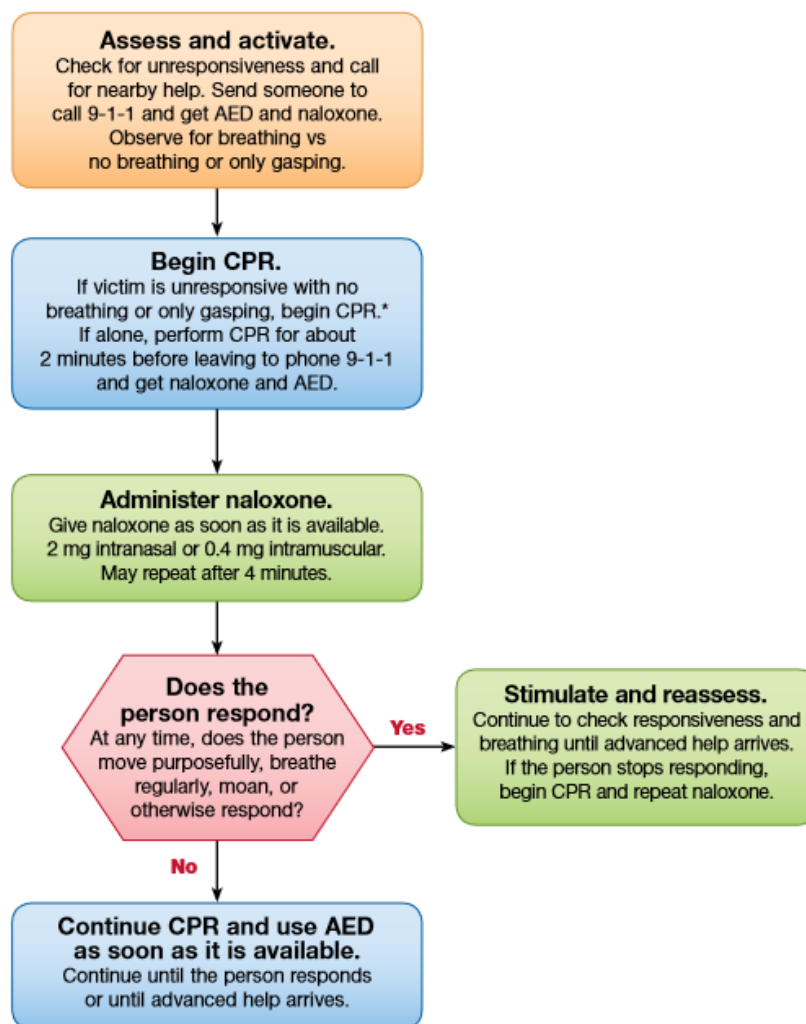 Assess and activate.
Check for unresponsiveness and call
for nearby help. Send someone to
call 9-1-1 and get AED and naloxone.
Observe for breathing vs
no breathing or only gasping.
Begin CPR.
If victim is unresponsive with no
breathing or only gasping, begin CPR.*
If alone, perform CPR for about
2 minutes before leaving to phone 9-1-1
and get naloxone and AED.
Administer naloxone.
Give naloxone as soon as it is available.
2 mg intranasal or 0.4 mg intramuscular.
May repeat after 4 minutes.
Does the
person respond?
At any time, does the person
move purposefully, breathe
regularly, moan, or
otherwise respond?
Yes
Stimulate and reassess.
Continue to check responsiveness and
breathing until advanced help arrives.
If the person stops responding,
begin CPR and repeat naloxone.
No
Continue CPR and use AED
as soon as it is available.
Continue until the person responds
or until advanced help arrives.